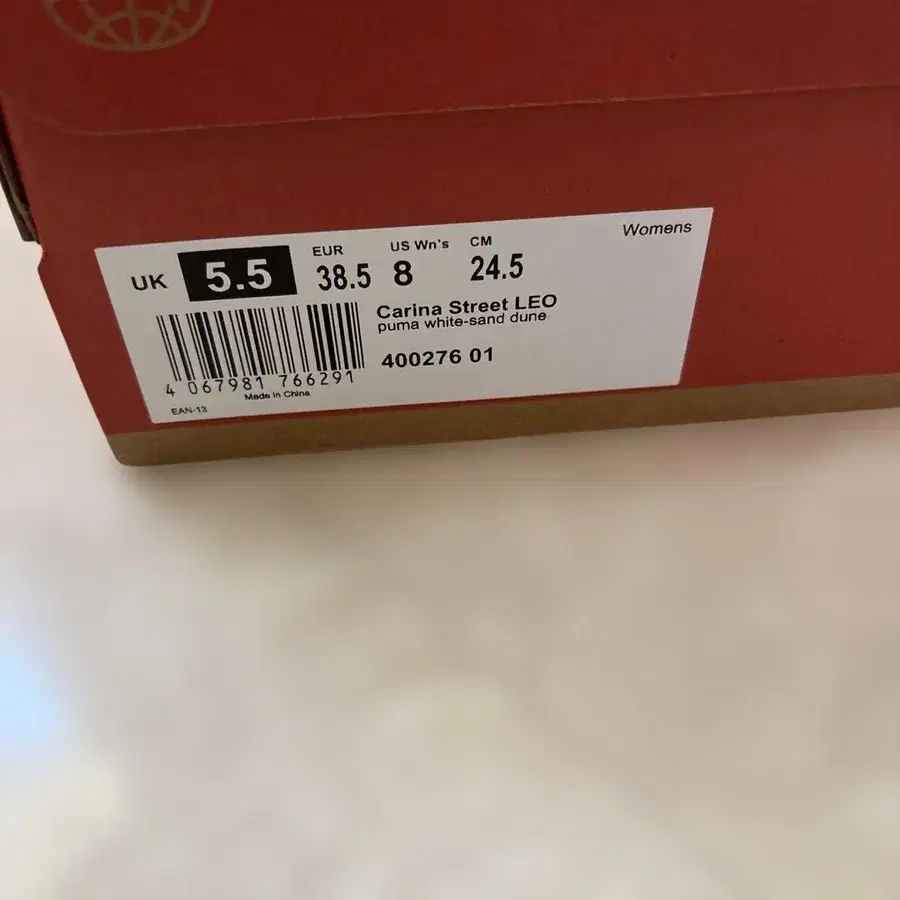 Womens
UK 5.5 EUR 38.5 US Wn's 8 CM 24.5
Carina Street LEO
puma white-sand dune
400276 01
4 067981 766291
Made in China
EAN-13